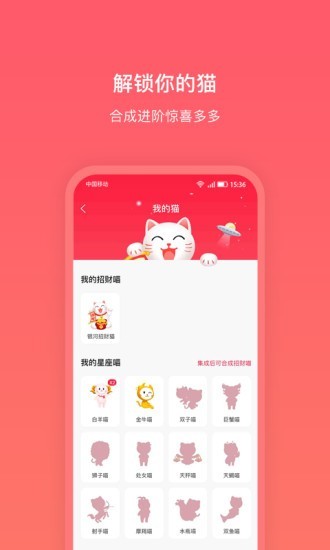 解锁你的猫
合成进阶惊喜多多
中国移动 15:36
我的猫
我的招财喵
银河招财猫
我的星座喵 集成后可合成招财喵
白羊喵 金牛喵 双子喵 巨蟹喵
狮子喵 处女喵 天秤喵 天蝎喵
射手喵 摩羯喵 水瓶喵 双鱼喵